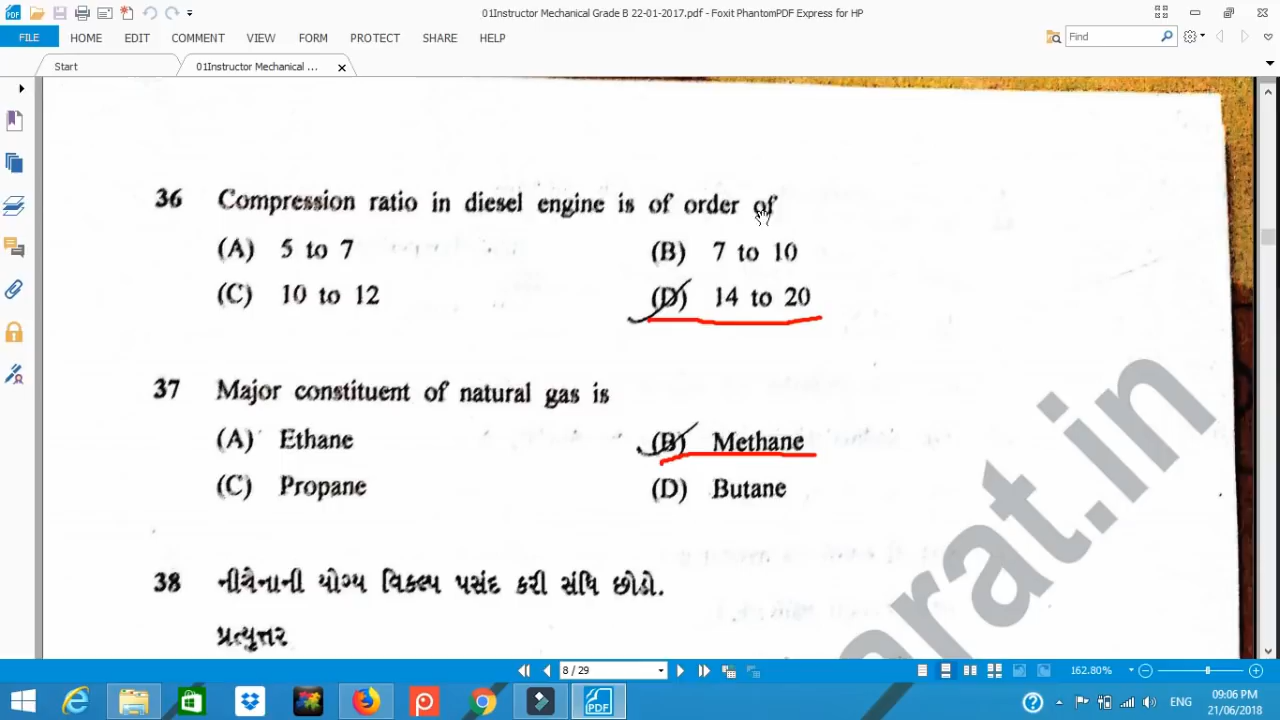 01Instructor Mechanical Grade B 22-01-2017.pdf - Foxit PhantomPDF Express for HP
FILE HOME EDIT COMMENT VIEW FORM PROTECT SHARE HELP Find
Start 01Instructor Mechanical ...
36 Compression ratio in diesel engine is of order of
(A) 5 to 7 (B) 7 to 10
(C) 10 to 12 (D) 14 to 20
37 Major constituent of natural gas is
(A) Ethane (B) Methane
(C) Propane (D) Butane
38 નીચેનાની યોગ્ય વિકલ્પ પસંદ કરી સંધિ છોડો.
પ્રત્યુત્તર
arat.in
8 / 29 162.80%
PDF ENG 09:06 PM
21/06/2018